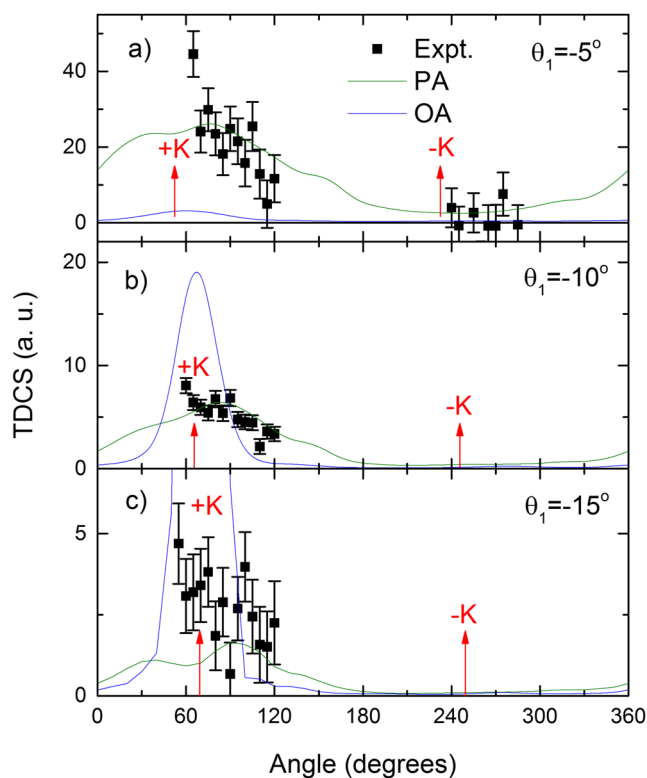 a)
Expt.
PA
OA
θ₁=-5°
+K
-K
40
20
0
b)
θ₁=-10°
+K
-K
20
10
0
TDCS (a. u.)
c)
θ₁=-15°
+K
-K
5
0
0 60 120 180 240 300 360
Angle (degrees)